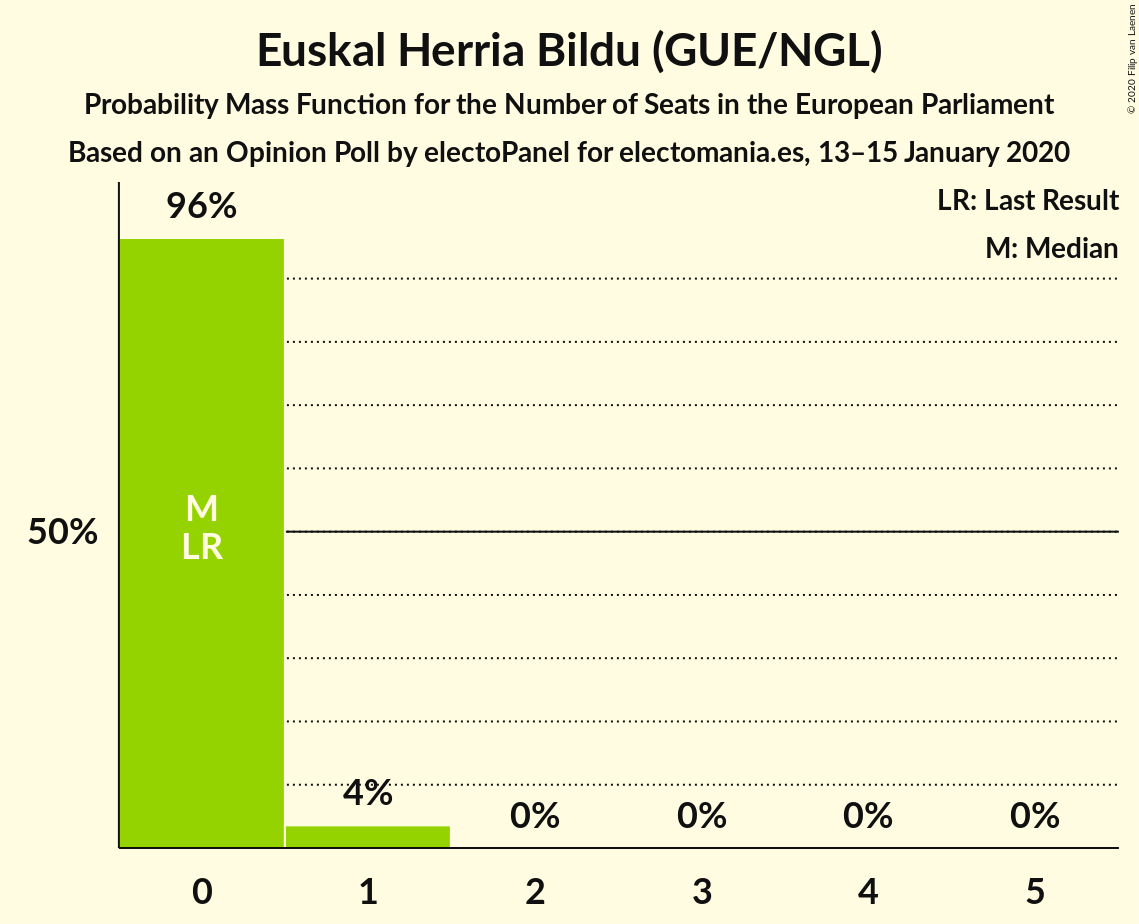 Euskal Herria Bildu (GUE/NGL)
Probability Mass Function for the Number of Seats in the European Parliament
Based on an Opinion Poll by electoPanel for electomania.es, 13–15 January 2020
© 2020 Filip van Laenen
LR: Last Result
M: Median
96%
M
LR
50%
4%
0%
0%
0%
0%
0
1
2
3
4
5